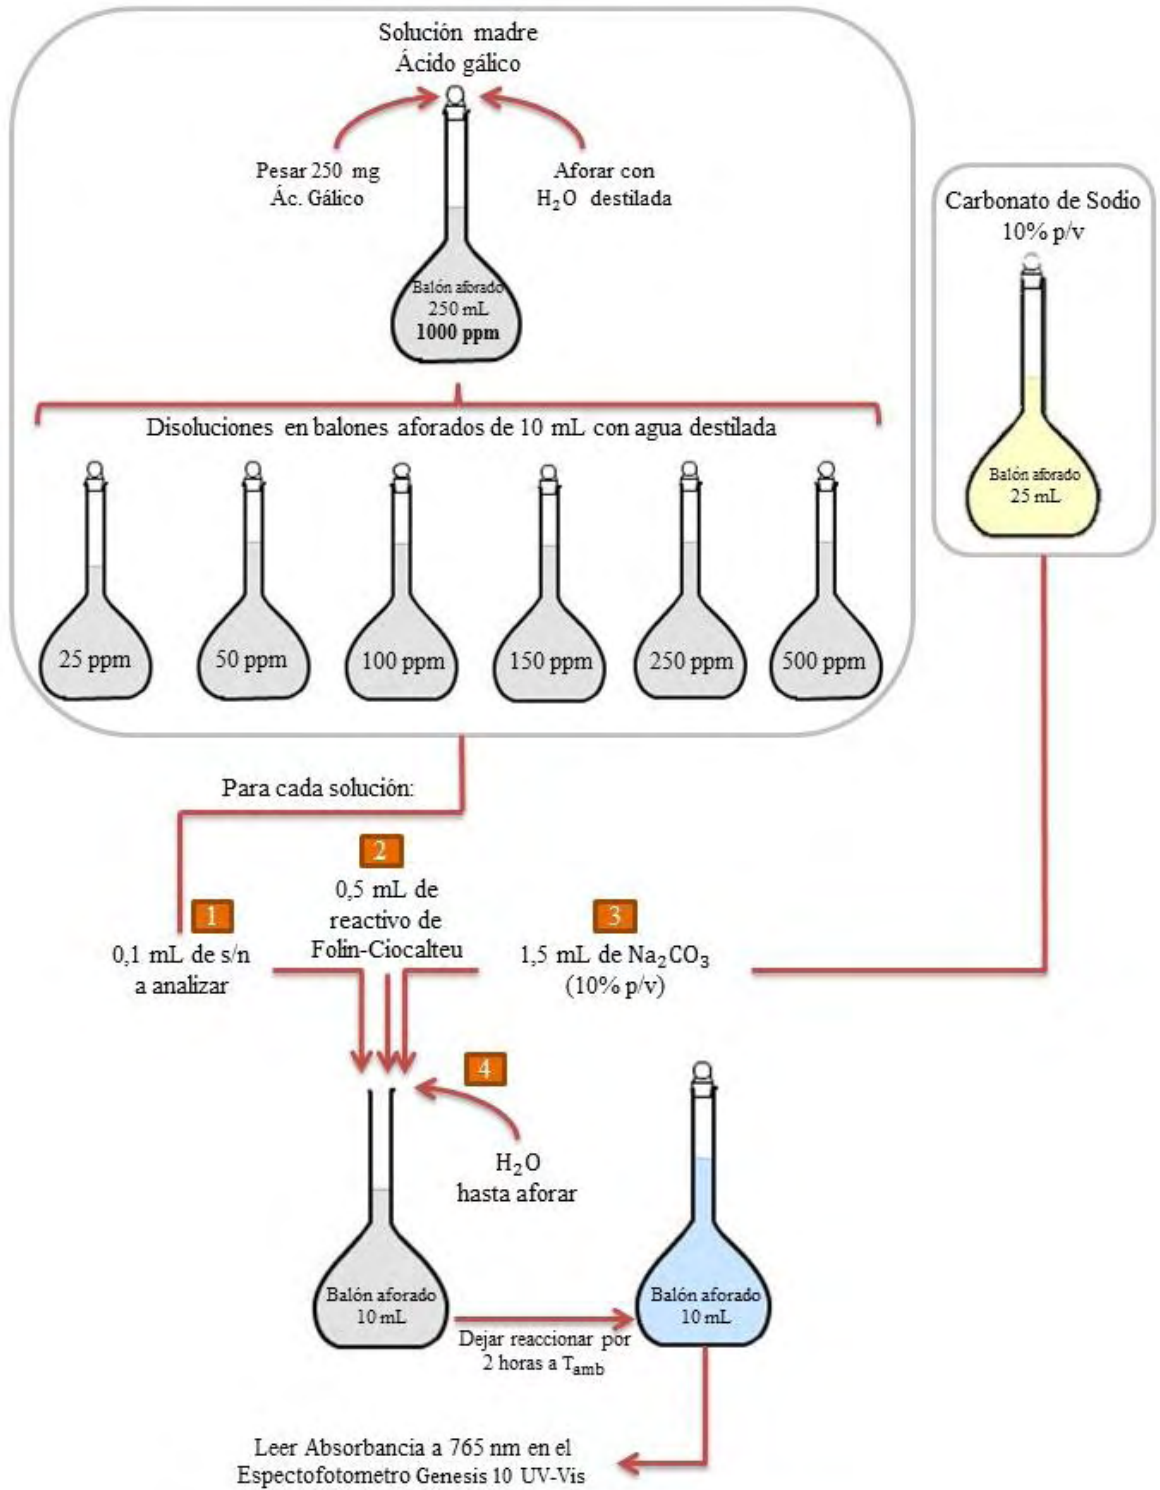 Solución madre
Ácido gálico
Pesar 250 mg
Ác. Gálico
Aforar con
H₂O destilada
Balón aforado
250 mL
1000 ppm
Carbonato de Sodio
10% p/v
Balón aforado
25 mL
Disoluciones en balones aforados de 10 mL con agua destilada
25 ppm
50 ppm
100 ppm
150 ppm
250 ppm
500 ppm
Para cada solución:
1
0,1 mL de s/n
a analizar
2
0,5 mL de
reactivo de
Folin-Ciocalteu
3
1,5 mL de Na₂CO₃
(10% p/v)
4
H₂O
hasta aforar
Balón aforado
10 mL
Dejar reaccionar por
2 horas a Tamb
Balón aforado
10 mL
Leer Absorbancia a 765 nm en el
Espectofotometro Genesis 10 UV-Vis